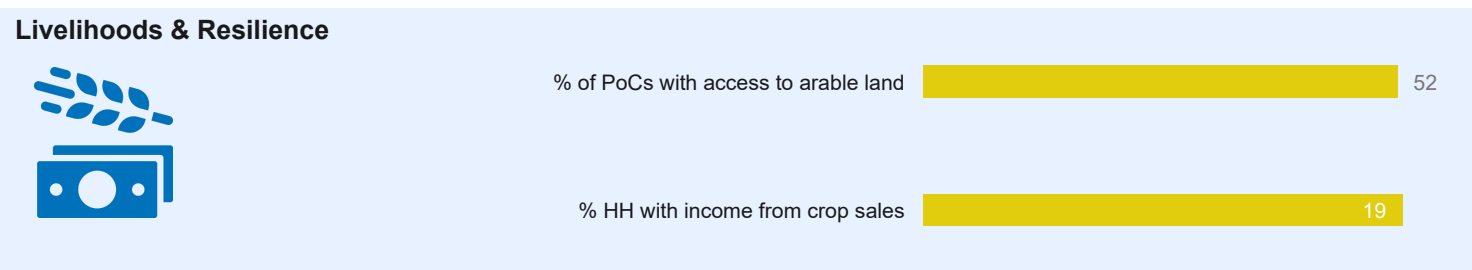 Livelihoods & Resilience
% of PoCs with access to arable land 52
% HH with income from crop sales 19